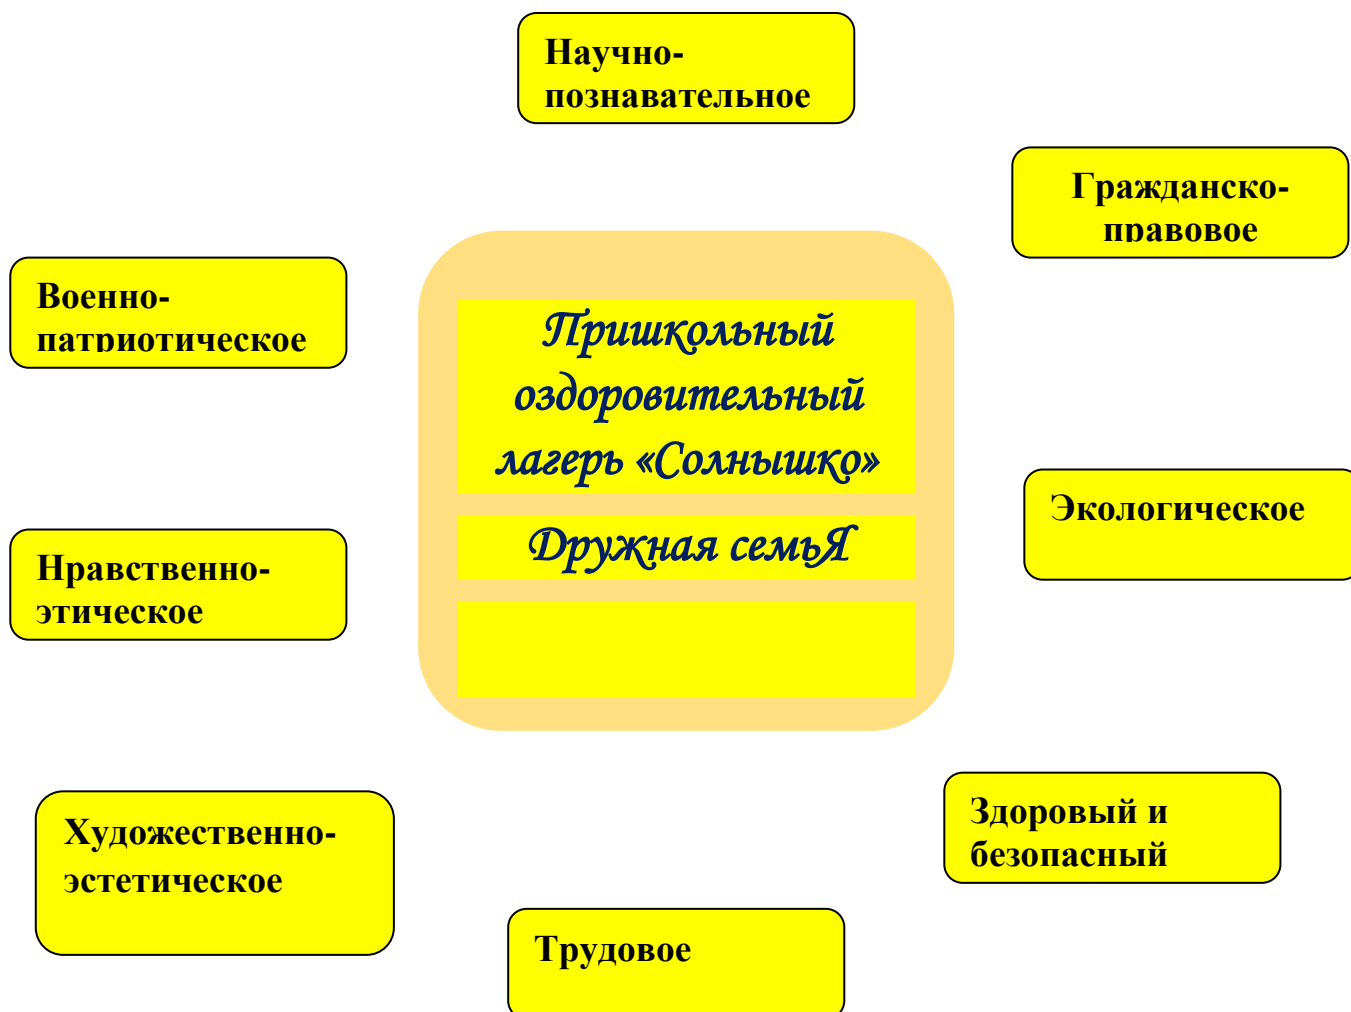 Научно-
познавательное
Гражданско-
правовое
Военно-
патриотическое
Пришкольный
оздоровительный
лагерь «Солнышко»
Дружная семьЯ
Экологическое
Нравственно-
этическое
Здоровый и
безопасный
Художественно-
эстетическое
Трудовое